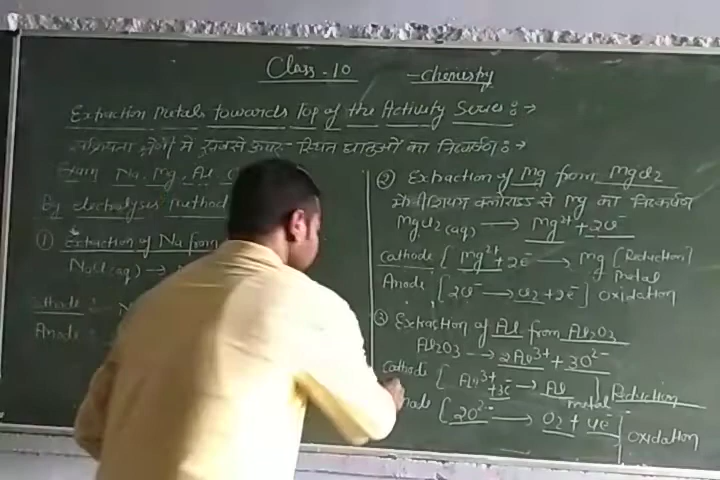 Class - 10 - Chemistry
Extraction Metals towards Top of the Activity Series : →
सक्रियता श्रेणी में सबसे ऊपर - स्थित धातुओं का निष्कर्षण : →
Na, Mg, Al
By electrolysis method
① Extraction of Na from
NaCl(aq) →
Cathode :-
Anode :
② Extraction of Mg from MgCl2
मैग्नीशियम क्लोराइड से Mg का निष्कर्षण
MgCl2(aq) → Mg2+ + 2Cl-
Cathode [ Mg2+ + 2e- → Mg (Reduction)
metal
Anode [ 2Cl- → Cl2 + 2e- ] Oxidation
③ Extraction of Al from Al2O3
Al2O3 → 2Al3+ + 3O2-
Cathode [ Al3+ + 3e- → Al Reduction
metal
node [ 2O2- → O2 + 4e- Oxidation